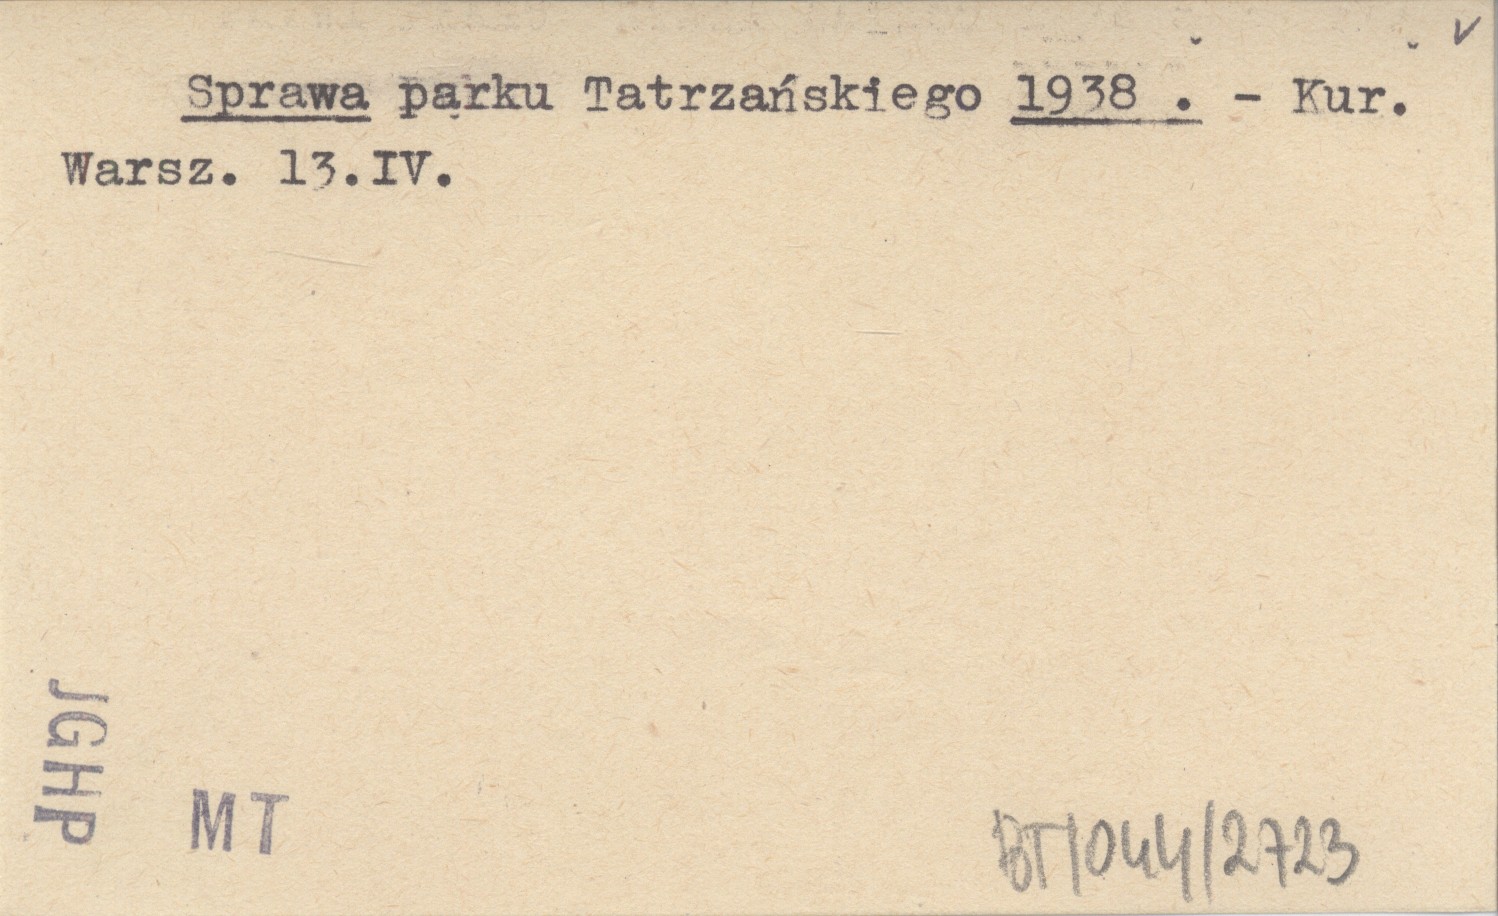 Sprawa parku Tatrzańskiego 1938 . - Kur.
Warsz. 13.IV.
JGHP
MT
BT/044/2723